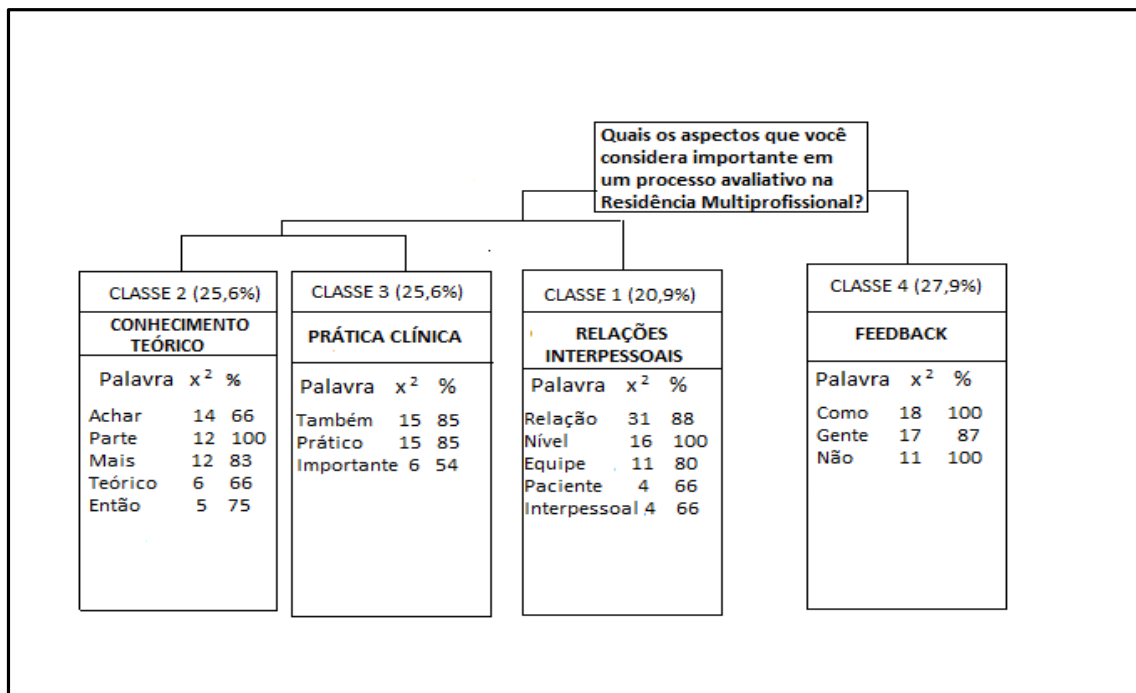 Quais os aspectos que você
considera importante em
um processo avaliativo na
Residência Multiprofissional?
CLASSE 2 (25,6%)
CONHECIMENTO
TEÓRICO
Palavra x² %
Achar 14 66
Parte 12 100
Mais 12 83
Teórico 6 66
Então 5 75
CLASSE 3 (25,6%)
PRÁTICA CLÍNICA
Palavra x² %
Também 15 85
Prático 15 85
Importante 6 54
CLASSE 1 (20,9%)
RELAÇÕES
INTERPESSOAIS
Palavra x² %
Relação 31 88
Nível 16 100
Equipe 11 80
Paciente 4 66
Interpessoal 4 66
CLASSE 4 (27,9%)
FEEDBACK
Palavra x² %
Como 18 100
Gente 17 87
Não 11 100